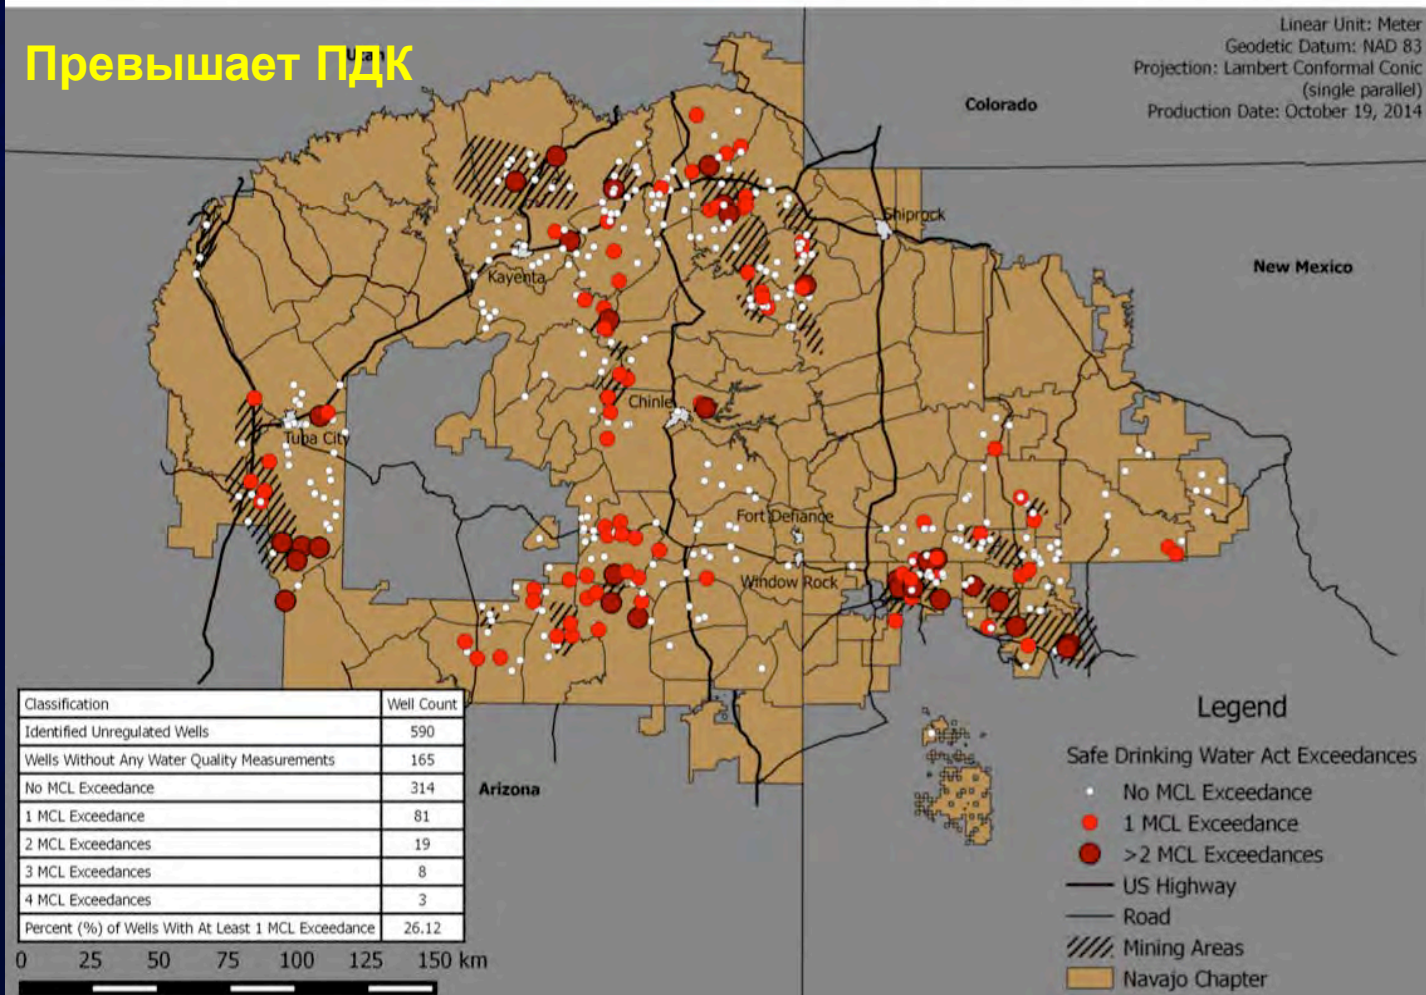 Превышает ПДК
Utah
Linear Unit: Meter
Geodetic Datum: NAD 83
Projection: Lambert Conformal Conic
(single parallel)
Production Date: October 19, 2014
Colorado
Shiprock
New Mexico
Kayenta
Chinle
Tuba City
Fort Defiance
Window Rock
Arizona
Classification Well Count
Identified Unregulated Wells 590
Wells Without Any Water Quality Measurements 165
No MCL Exceedance 314
1 MCL Exceedance 81
2 MCL Exceedances 19
3 MCL Exceedances 8
4 MCL Exceedances 3
Percent (%) of Wells With At Least 1 MCL Exceedance 26.12
0 25 50 75 100 125 150 km
Legend
Safe Drinking Water Act Exceedances
No MCL Exceedance
1 MCL Exceedance
>2 MCL Exceedances
US Highway
Road
Mining Areas
Navajo Chapter